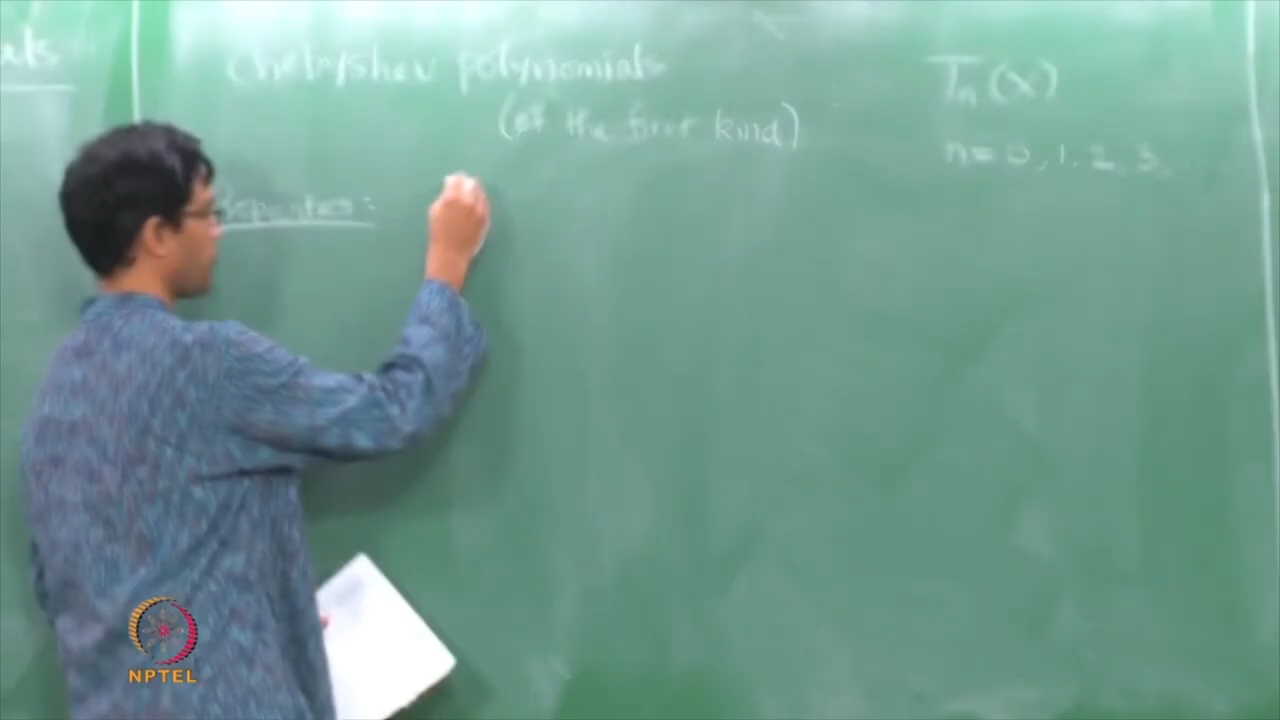 Chebyshev polynomials
(of the first kind)
Tₙ(x)
n = 0, 1, 2, 3, ...
NPTEL